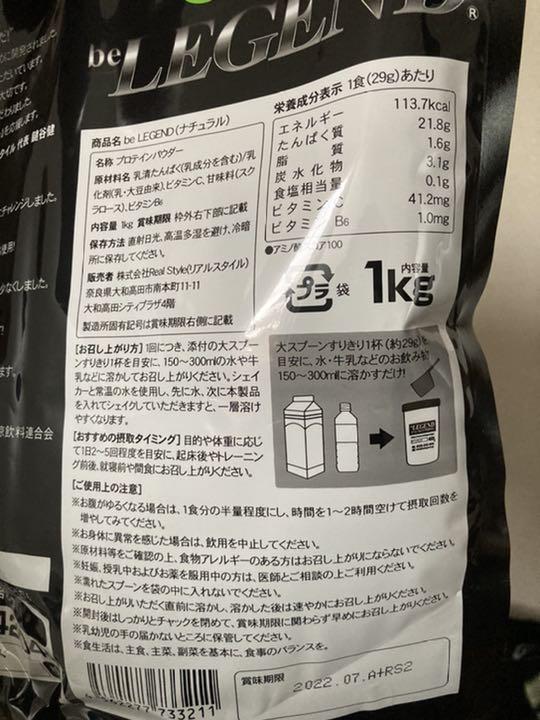 be LEGEND®
商品名 be LEGEND(ナチュラル)
名称 プロテインパウダー
原材料名 乳清たんぱく(乳成分を含む)/乳
化剤(乳・大豆由来)、ビタミンC、甘味料(スク
ラロース)、ビタミンB6
内容量 1kg 賞味期限 枠外右下部に記載
保存方法 直射日光、高温多湿を避け、冷暗
所に保存してください。
販売者 株式会社Real Style(リアルスタイル)
奈良県大和高田市南本町11-11
大和高田シティプラザ4階
製造所固有記号は賞味期限右側に記載
栄養成分表示 1食(29g)あたり
エネルギー 113.7kcal
たんぱく質 21.8g
脂質 1.6g
炭水化物 3.1g
食塩相当量 0.1g
ビタミンC 41.2mg
ビタミンB6 1.0mg
●アミノ酸スコア100
プラ 袋
内容量
1kg
【お召し上がり方】1回につき、添付の大スプー
ンすりきり1杯を目安に、150〜300mlの水や牛
乳などに溶かしてお召し上がりください。シェイ
カーと常温の水を使用し、先に水、次に本製品
を入れてシェイクしていただきますと、一層溶け
やすくなります。
大スプーンすりきり1杯(約29g)を
目安に、水・牛乳などのお飲み物
150〜300mlに溶かすだけ!
LEGEND
【おすすめの摂取タイミング】目的や体重に応じ
て1日2〜5回程度を目安に、起床後やトレーニン
グ前後、就寝前や間食にお召し上がりください。
【ご使用上の注意】
※お腹がゆるくなる場合は、1食分の半量程度にし、時間を1〜2時間空けて摂取回数を
増やしてみてください。
※お身体に異常を感じた場合は、飲用を中止してください。
※原材料等をご確認の上、食物アレルギーのある方はお召し上がりにならないでください。
※妊娠、授乳中およびお薬を服用中の方は、医師とご相談の上ご利用ください。
※濡れたスプーンを袋の中に入れないでください。
※お召し上がりいただく直前に溶かし、溶かした後は速やかにお召し上がりください。
※開封後はしっかりとチャックを閉めて、賞味期限に関わらず早めにお召し上がりください。
※乳幼児の手の届かないところに保管してください。
※食生活は、主食、主菜、副菜を基本に、食事のバランスを。
733211
賞味期限 2022.07.A+RS2